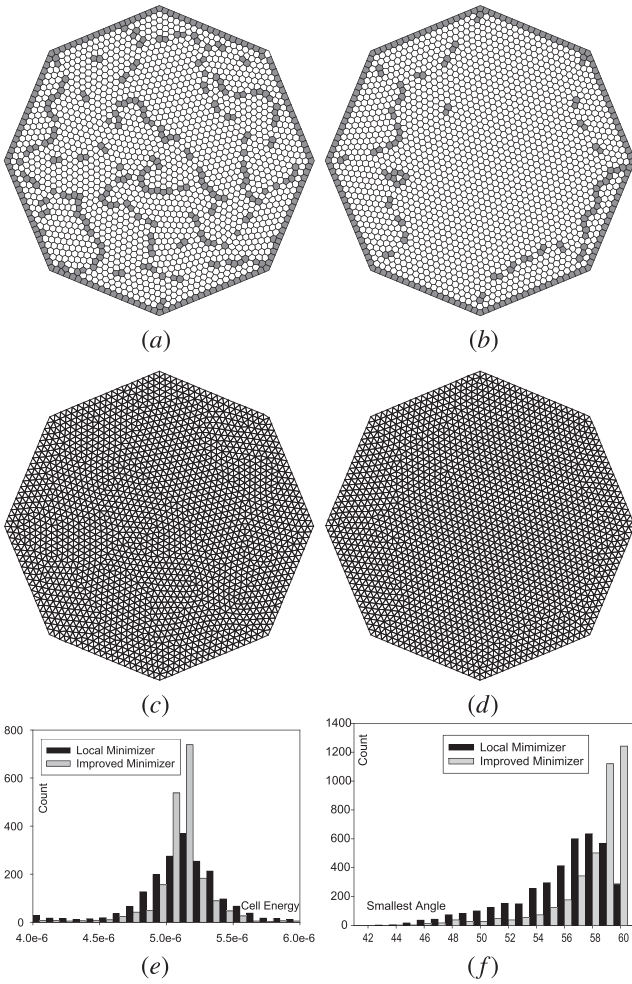 (a)
(b)
(c)
(d)
800
600
400
200
0
Count
Local Minimizer
Improved Minimizer
Cell Energy
4.0e-6 4.5e-6 5.0e-6 5.5e-6 6.0e-6
(e)
1400
1200
1000
800
600
400
200
0
Count
Local Mimimizer
Improved Minimizer
Smallest Angle
42 44 46 48 50 52 54 56 58 60
(f)